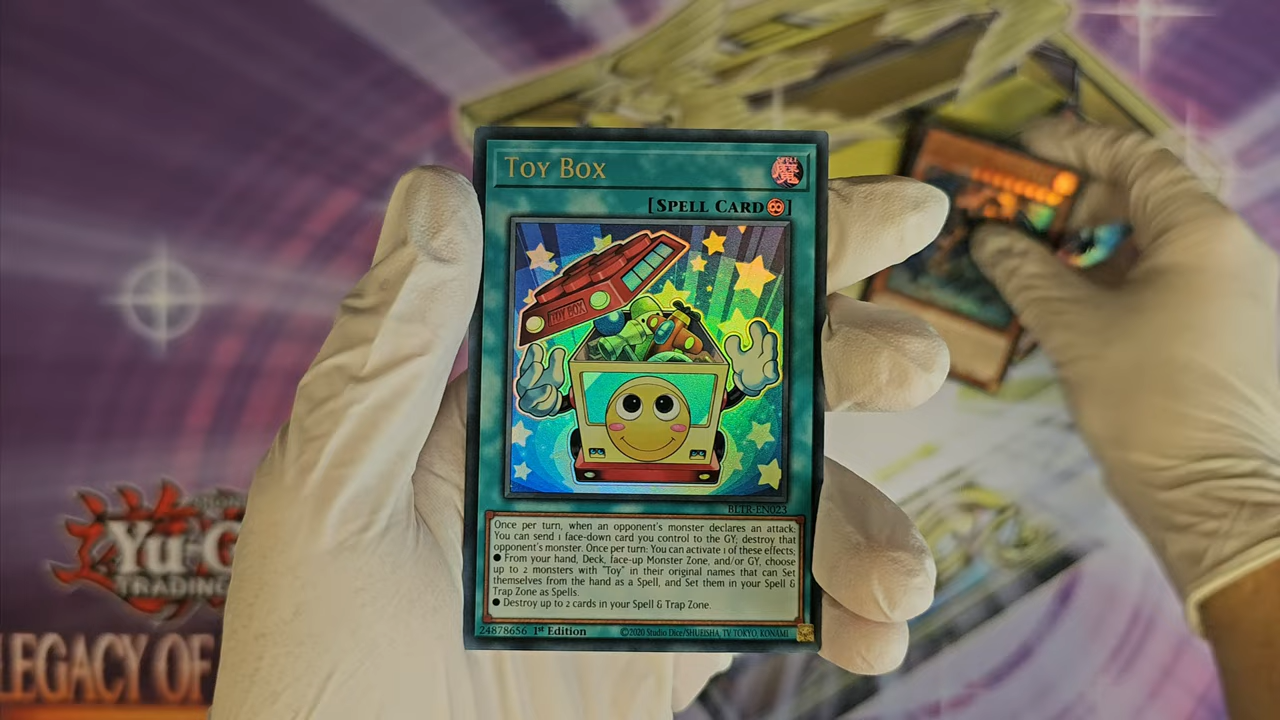 TOY BOX
SPELL
魔
[SPELL CARD]
TOY BOX
BLTR-EN023
Once per turn, when an opponent's monster declares an attack:
You can send 1 face-down card you control to the GY; destroy that
opponent's monster. Once per turn: You can activate 1 of these effects;
● From your hand, Deck, face-up Monster Zone, and/or GY, choose
up to 2 monsters with "Toy" in their original names that can Set
themselves from the hand as a Spell, and Set them in your Spell &
Trap Zone as Spells.
● Destroy up to 2 cards in your Spell & Trap Zone.
24878656 1st Edition ©2020 Studio Dice/SHUEISHA, TV TOKYO, KONAMI
Yu-G
TRADING
LEGACY OF